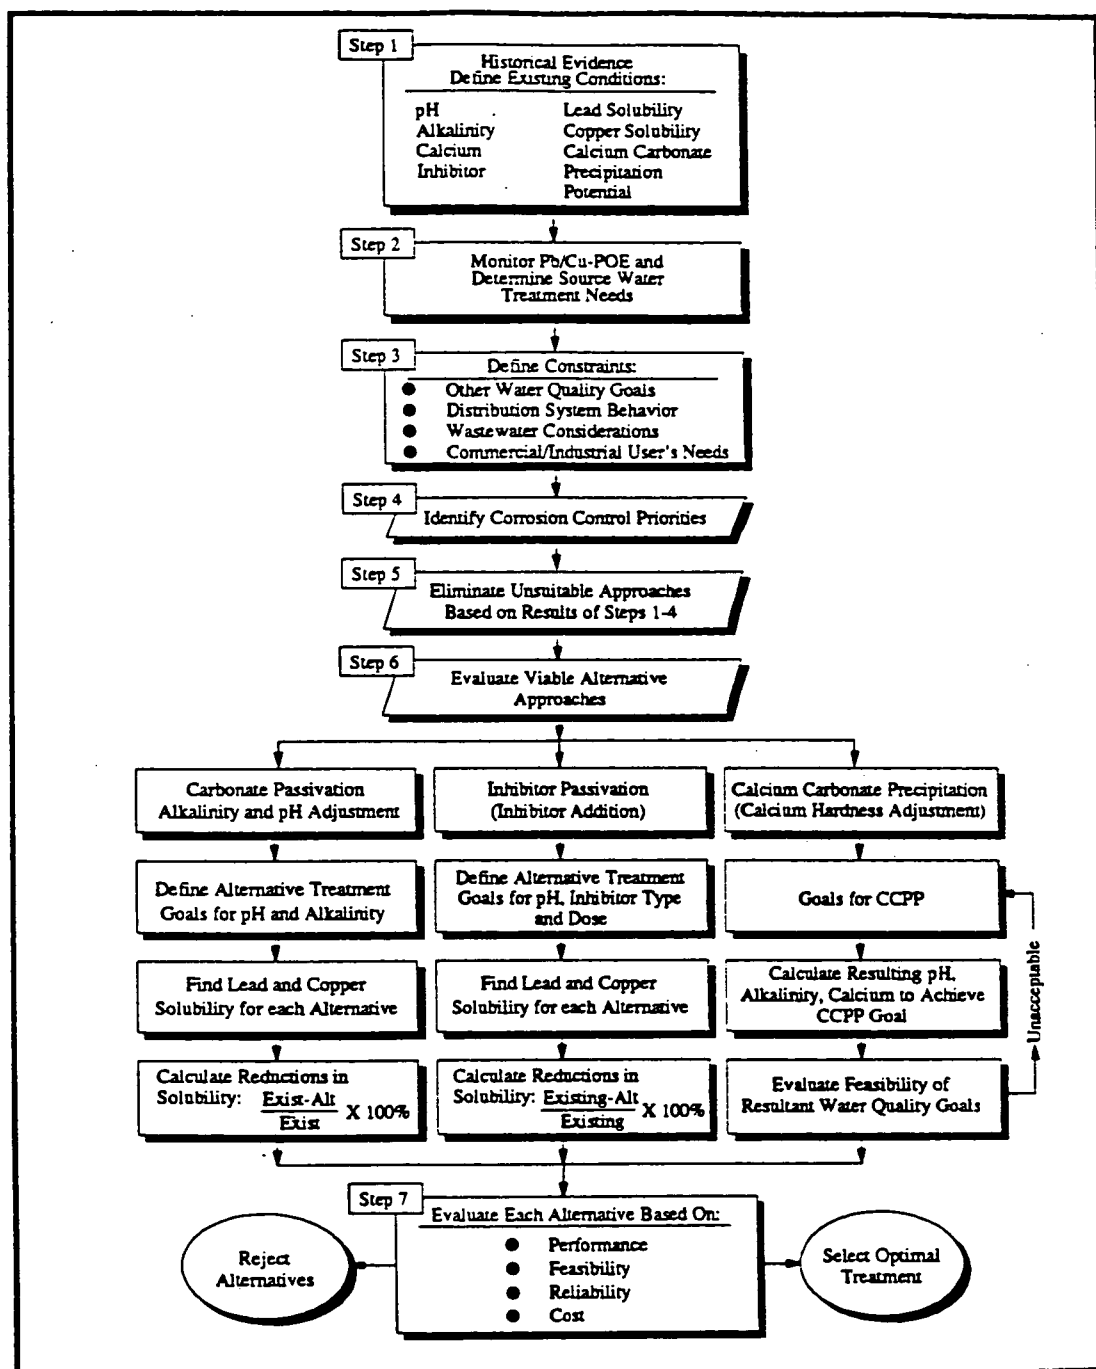 Step 1
Historical Evidence
Define Existing Conditions:
pH
Alkalinity
Calcium
Inhibitor
Lead Solubility
Copper Solubility
Calcium Carbonate
Precipitation
Potential
Step 2
Monitor Pb/Cu-POE and
Determine Source Water
Treatment Needs
Step 3
Define Constraints:
● Other Water Quality Goals
● Distribution System Behavior
● Wastewater Considerations
● Commercial/Industrial User's Needs
Step 4
Identify Corrosion Control Priorities
Step 5
Eliminate Unsuitable Approaches
Based on Results of Steps 1-4
Step 6
Evaluate Viable Alternative
Approaches
Carbonate Passivation
Alkalinity and pH Adjustment
Define Alternative Treatment
Goals for pH and Alkalinity
Find Lead and Copper
Solubility for each Alternative
Calculate Reductions in
Solubility: Exist-Alt X 100%
Exist
Inhibitor Passivation
(Inhibitor Addition)
Define Alternative Treatment
Goals for pH, Inhibitor Type
and Dose
Find Lead and Copper
Solubility for each Alternative
Calculate Reductions in
Solubility: Existing-Alt X 100%
Existing
Calcium Carbonate Precipitation
(Calcium Hardness Adjustment)
Goals for CCPP
Calculate Resulting pH,
Alkalinity, Calcium to Achieve
CCPP Goal
Evaluate Feasibility of
Resultant Water Quality Goals
Unacceptable
Step 7
Evaluate Each Alternative Based On:
● Performance
● Feasibility
● Reliability
● Cost
Reject
Alternatives
Select Optimal
Treatment